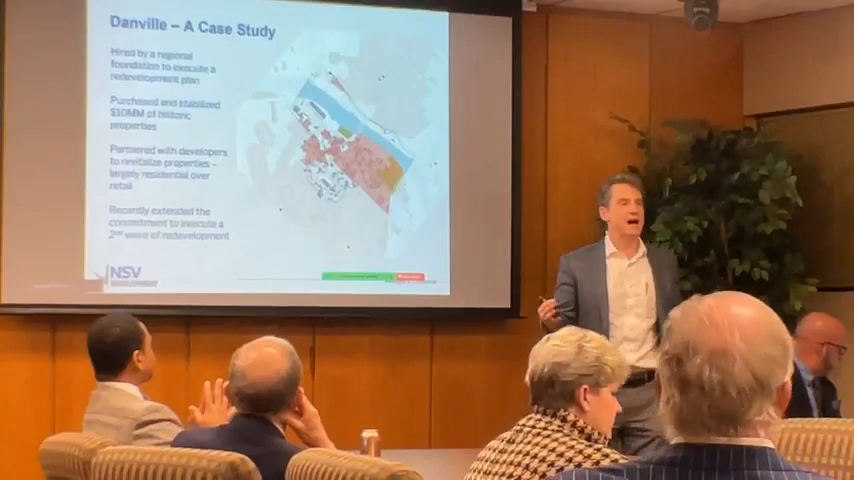 Danville – A Case Study
Hired by a regional
foundation to execute a
redevelopment plan
Purchased and stabilized
$10MM of historic
properties
Partnered with developers
to revitalize properties –
largely residential over
retail
Recently extended the
commitment to execute a
2nd wave of redevelopment
NSV